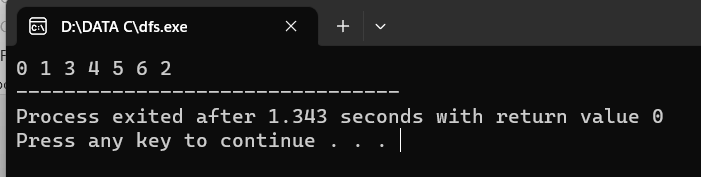 D:\DATA C\dfs.exe
0 1 3 4 5 6 2
--------------------------------
Process exited after 1.343 seconds with return value 0
Press any key to continue . . .